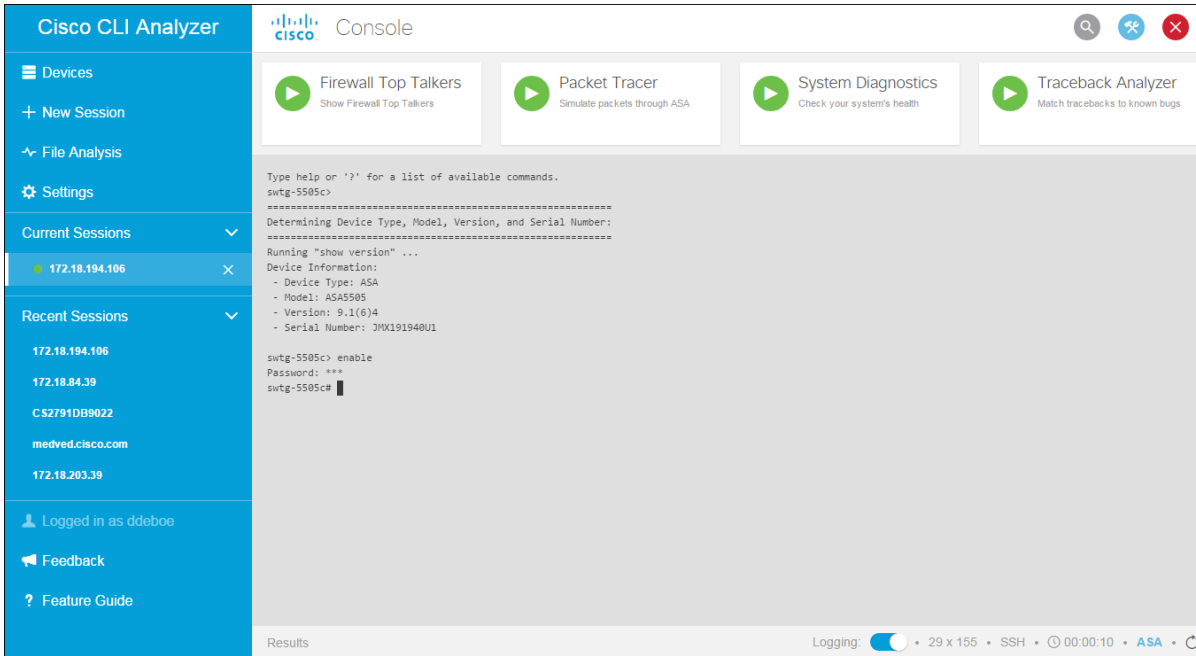 Cisco CLI Analyzer
Devices
New Session
File Analysis
Settings
Current Sessions
172.18.194.106
Recent Sessions
172.18.194.106
172.18.84.39
CS2791DB9022
medved.cisco.com
172.18.203.39
Logged in as ddeboe
Feedback
? Feature Guide
CISCO Console
Firewall Top Talkers
Show Firewall Top Talkers
Packet Tracer
Simulate packets through ASA
System Diagnostics
Check your system's health
Traceback Analyzer
Match tracebacks to known bugs
Type help or '?' for a list of available commands.
swtg-5505c>
============================================================
Determining Device Type, Model, Version, and Serial Number:
============================================================
Running "show version" ...
Device Information:
- Device Type: ASA
- Model: ASA5505
- Version: 9.1(6)4
- Serial Number: JMX191940U1
swtg-5505c> enable
Password: ***
swtg-5505c#
Results
Logging: • 29 x 155 • SSH • 00:00:10 • ASA •